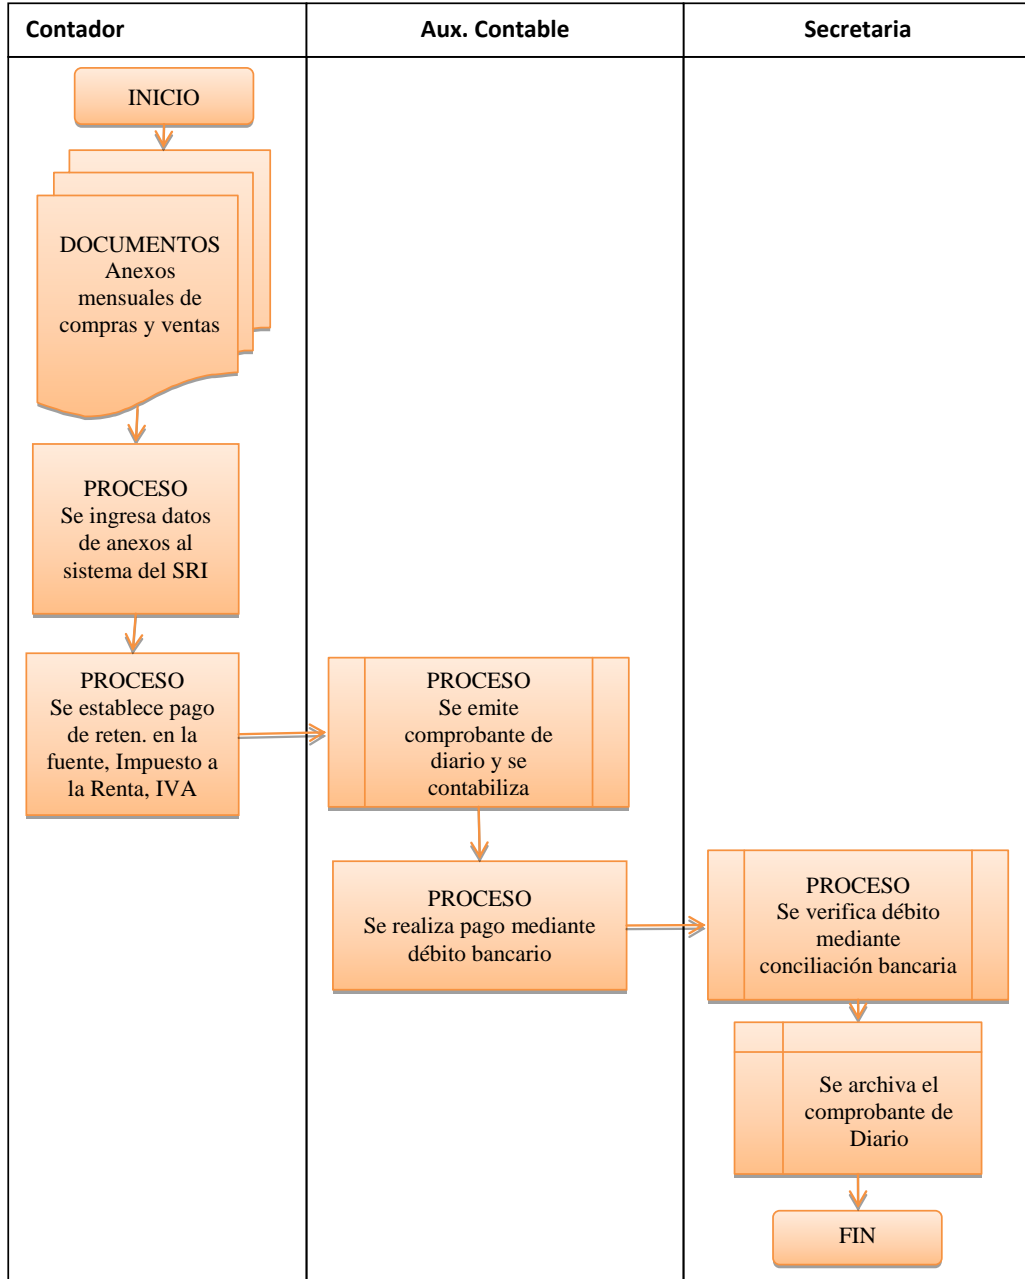 Contador
Aux. Contable
Secretaria
INICIO
DOCUMENTOS
Anexos
mensuales de
compras y ventas
PROCESO
Se ingresa datos
de anexos al
sistema del SRI
PROCESO
Se establece pago
de reten. en la
fuente, Impuesto a
la Renta, IVA
PROCESO
Se emite
comprobante de
diario y se
contabiliza
PROCESO
Se realiza pago mediante
débito bancario
PROCESO
Se verifica débito
mediante
conciliación bancaria
Se archiva el
comprobante de
Diario
FIN